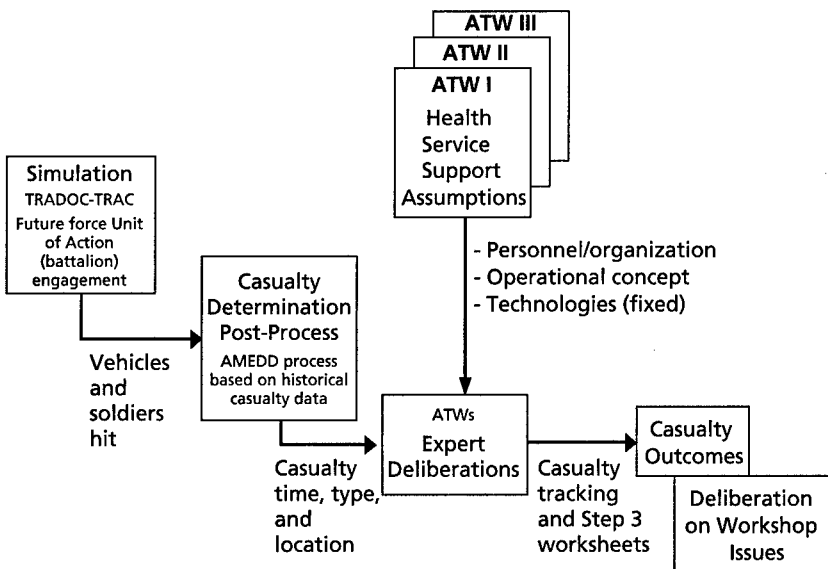 ATW III
ATW II
ATW I
Health
Service
Support
Assumptions
Simulation
TRADOC-TRAC
Future force Unit
of Action
(battalion)
engagement
- Personnel/organization
- Operational concept
- Technologies (fixed)
Casualty
Determination
Post-Process
AMEDD process
based on historical
casualty data
Vehicles
and
soldiers
hit
ATWs
Expert
Deliberations
Casualty
Outcomes
Casualty
time, type,
and
location
Casualty
tracking
and Step 3
worksheets
Deliberation
on Workshop
Issues